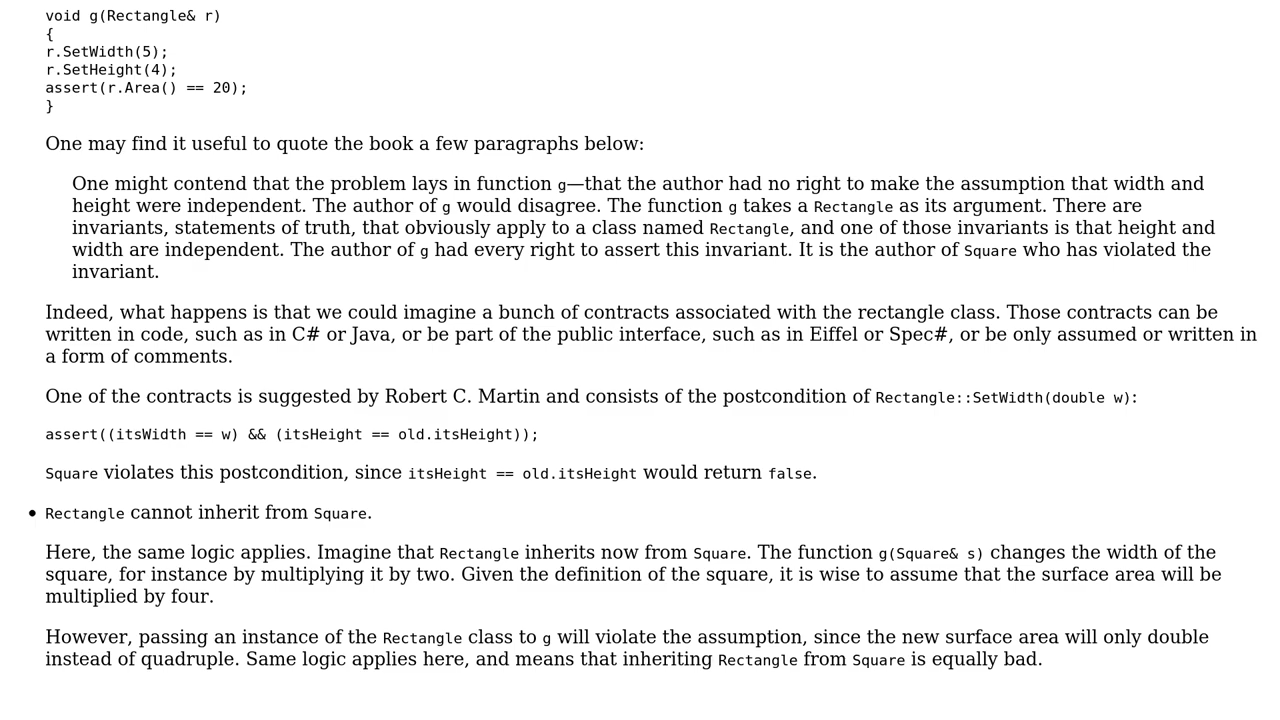 void g(Rectangle& r)
{
r.SetWidth(5);
r.SetHeight(4);
assert(r.Area() == 20);
}
One may find it useful to quote the book a few paragraphs below:
One might contend that the problem lays in function g—that the author had no right to make the assumption that width and
height were independent. The author of g would disagree. The function g takes a Rectangle as its argument. There are
invariants, statements of truth, that obviously apply to a class named Rectangle, and one of those invariants is that height and
width are independent. The author of g had every right to assert this invariant. It is the author of Square who has violated the
invariant.
Indeed, what happens is that we could imagine a bunch of contracts associated with the rectangle class. Those contracts can be
written in code, such as in C# or Java, or be part of the public interface, such as in Eiffel or Spec#, or be only assumed or written in
a form of comments.
One of the contracts is suggested by Robert C. Martin and consists of the postcondition of Rectangle::SetWidth(double w):
assert((itsWidth == w) && (itsHeight == old.itsHeight));
Square violates this postcondition, since itsHeight == old.itsHeight would return false.
• Rectangle cannot inherit from Square.
Here, the same logic applies. Imagine that Rectangle inherits now from Square. The function g(Square& s) changes the width of the
square, for instance by multiplying it by two. Given the definition of the square, it is wise to assume that the surface area will be
multiplied by four.
However, passing an instance of the Rectangle class to g will violate the assumption, since the new surface area will only double
instead of quadruple. Same logic applies here, and means that inheriting Rectangle from Square is equally bad.